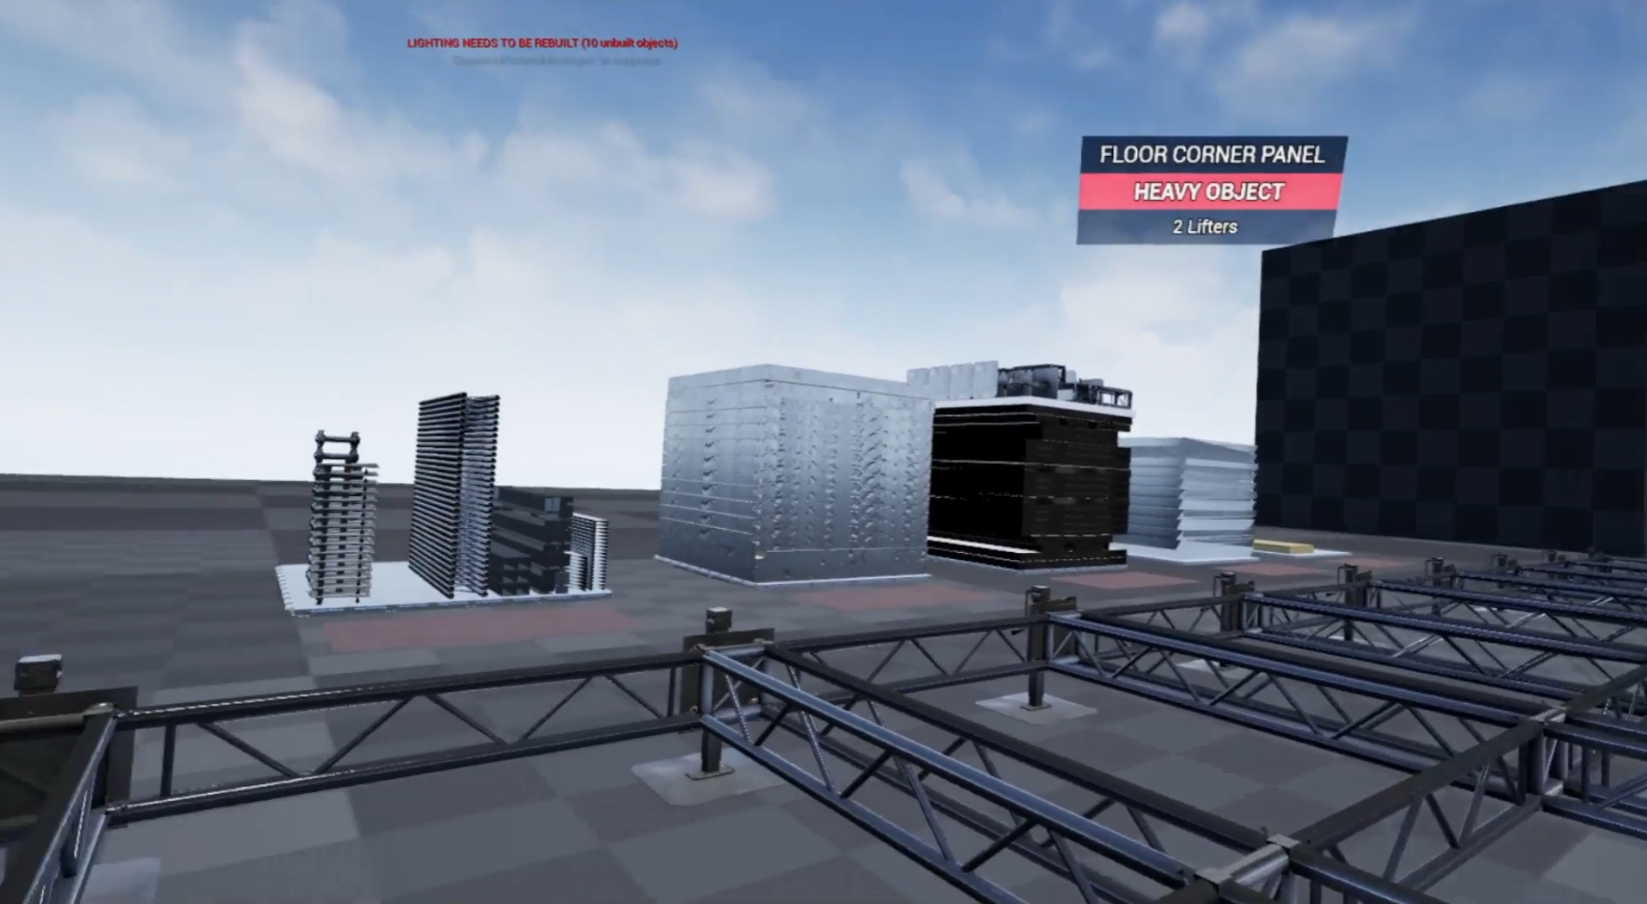 LIGHTING NEEDS TO BE REBUILT (10 unbuilt objects)
FLOOR CORNER PANEL
HEAVY OBJECT
2 Lifters